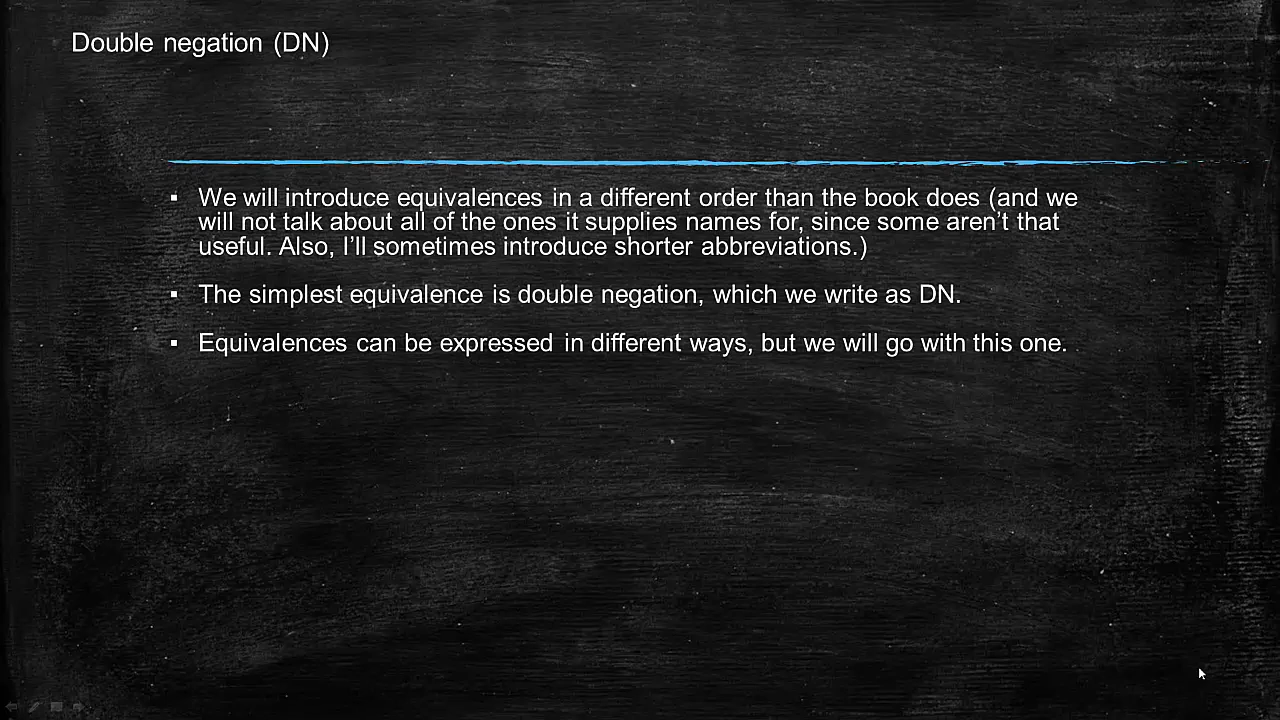 Double negation (DN)
▪ We will introduce equivalences in a different order than the book does (and we
will not talk about all of the ones it supplies names for, since some aren’t that
useful. Also, I’ll sometimes introduce shorter abbreviations.)
▪ The simplest equivalence is double negation, which we write as DN.
▪ Equivalences can be expressed in different ways, but we will go with this one.